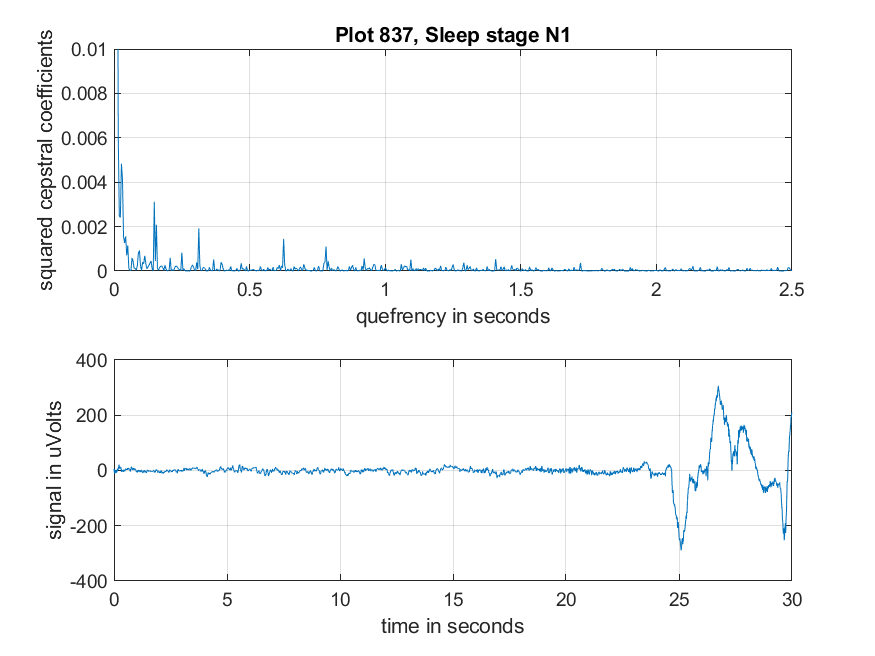 Plot 837, Sleep stage N1
squared cepstral coefficients
0.01
0.008
0.006
0.004
0.002
0
0 0.5 1 1.5 2 2.5
quefrency in seconds
signal in uVolts
400
200
0
-200
-400
0 5 10 15 20 25 30
time in seconds